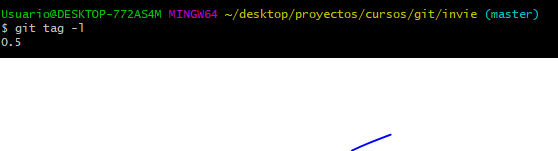 Usuario@DESKTOP-772AS4M MINGW64 ~/desktop/proyectos/cursos/git/invie (master)
$ git tag -l
0.5